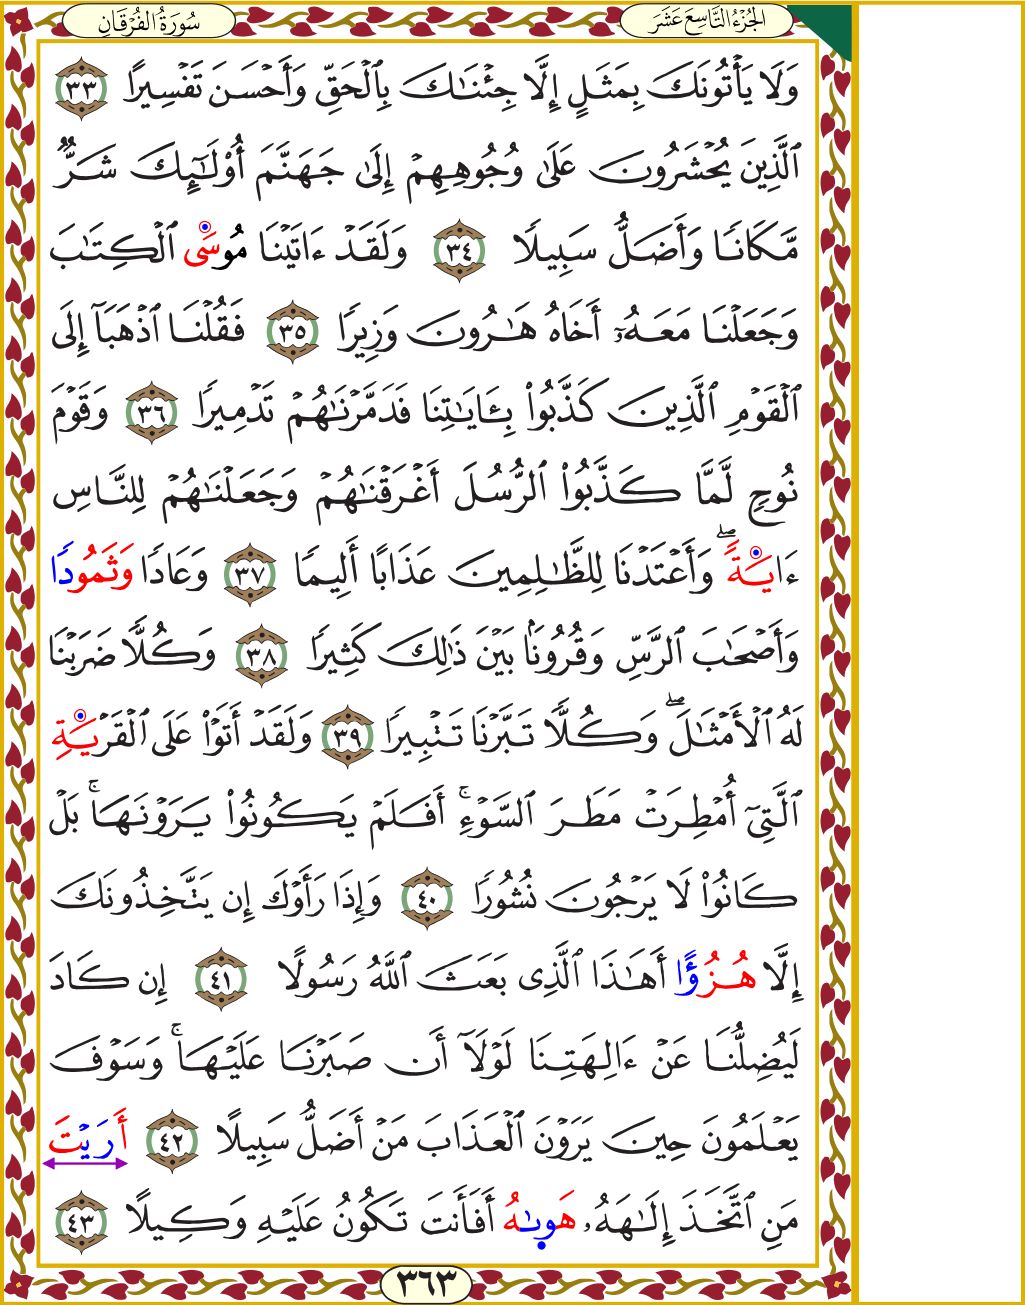 الجُزْءُ التَّاسِعَ عَشَرَ
سُورَةُ الفُرْقَانِ
وَلَا يَأْتُونَكَ بِمَثَلٍ إِلَّا جِئْنَٰكَ بِٱلْحَقِّ وَأَحْسَنَ تَفْسِيرًا ٣٣
ٱلَّذِينَ يُحْشَرُونَ عَلَىٰ وُجُوهِهِمْ إِلَىٰ جَهَنَّمَ أُوْلَٰٓئِكَ شَرٌّ
مَّكَانًا وَأَضَلُّ سَبِيلًا ٣٤ وَلَقَدْ ءَاتَيْنَا مُوسَى ٱلْكِتَٰبَ
وَجَعَلْنَا مَعَهُۥٓ أَخَاهُ هَٰرُونَ وَزِيرًا ٣٥ فَقُلْنَا ٱذْهَبَآ إِلَى
ٱلْقَوْمِ ٱلَّذِينَ كَذَّبُوا۟ بِـَٔايَٰتِنَا فَدَمَّرْنَٰهُمْ تَدْمِيرًا ٣٦ وَقَوْمَ
نُوحٍ لَّمَّا كَذَّبُوا۟ ٱلرُّسُلَ أَغْرَقْنَٰهُمْ وَجَعَلْنَٰهُمْ لِلنَّاسِ
ءَايَةً ۖ وَأَعْتَدْنَا لِلظَّٰلِمِينَ عَذَابًا أَلِيمًا ٣٧ وَعَادًا وَثَمُودًا
وَأَصْحَٰبَ ٱلرَّسِّ وَقُرُونًۢا بَيْنَ ذَٰلِكَ كَثِيرًا ٣٨ وَكُلًّا ضَرَبْنَا
لَهُ ٱلْأَمْثَٰلَ ۖ وَكُلًّا تَبَّرْنَا تَتْبِيرًا ٣٩ وَلَقَدْ أَتَوْا۟ عَلَى ٱلْقَرْيَةِ
ٱلَّتِىٓ أُمْطِرَتْ مَطَرَ ٱلسَّوْءِ ۚ أَفَلَمْ يَكُونُوا۟ يَرَوْنَهَا ۚ بَلْ
كَانُوا۟ لَا يَرْجُونَ نُشُورًا ٤٠ وَإِذَا رَأَوْكَ إِن يَتَّخِذُونَكَ
إِلَّا هُزُؤًا أَهَٰذَا ٱلَّذِى بَعَثَ ٱللَّهُ رَسُولًا ٤١ إِن كَادَ
لَيُضِلُّنَا عَنْ ءَالِهَتِنَا لَوْلَآ أَن صَبَرْنَا عَلَيْهَا ۚ وَسَوْفَ
يَعْلَمُونَ حِينَ يَرَوْنَ ٱلْعَذَابَ مَنْ أَضَلُّ سَبِيلًا ٤٢ أَرَيْتَ
مَنِ ٱتَّخَذَ إِلَٰهَهُۥ هَوىٰهُ أَفَأَنتَ تَكُونُ عَلَيْهِ وَكِيلًا ٤٣
٣٦٣